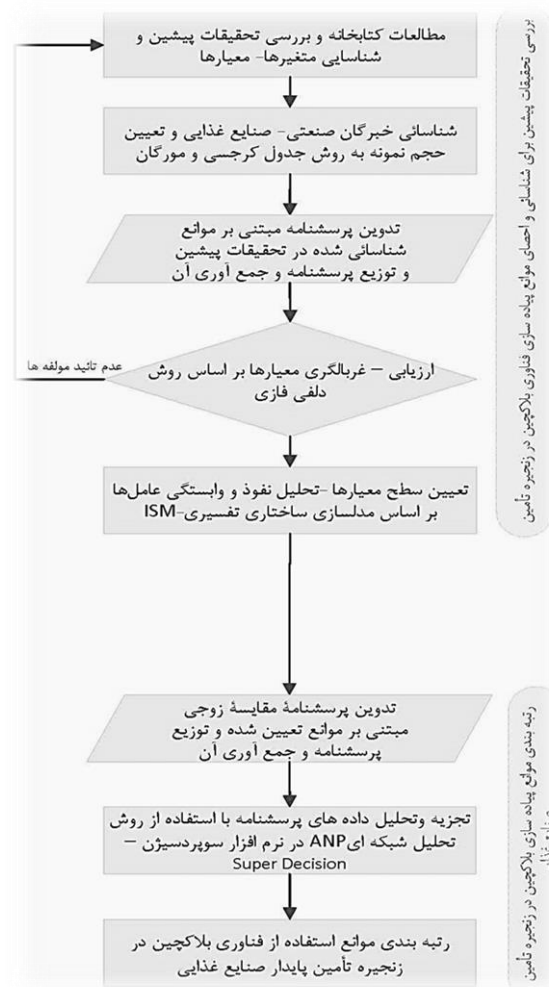 مطالعات کتابخانه و بررسی تحقیقات پیشین و
شناسایی متغیرها- معیارها
شناسائی خبرگان صنعتی- صنایع غذایی و تعیین
حجم نمونه به روش جدول کرجسی و مورگان
تدوین پرسشنامه مبتنی بر موانع
شناسائی شده در تحقیقات پیشین
و توزیع پرسشنامه و جمع آوری آن
ارزیابی – غربالگری معیارها بر اساس روش
دلفی فازی
عدم تائید مولفه ها
تعیین سطح معیارها -تحلیل نفوذ و وابستگی عامل‌ها
بر اساس مدلسازی ساختاری تفسیری-ISM
بررسی تحقیقات پیشین برای شناسائی و احصای موانع پیاده سازی فناوری بلاکچین در زنجیره تأمین
تدوین پرسشنامۀ مقایسۀ زوجی
مبتنی بر موانع تعیین شده و توزیع
پرسشنامه و جمع آوری آن
تجزیه وتحلیل داده های پرسشنامه با استفاده از روش
تحلیل شبکه ایANP در نرم افزار سوپردسیژن –
Super Decision
رتبه بندی موانع استفاده از فناوری بلاکچین در
زنجیره تأمین پایدار صنایع غذایی
رتبه بندی موانع پیاده سازی بلاکچین در زنجیره تامین